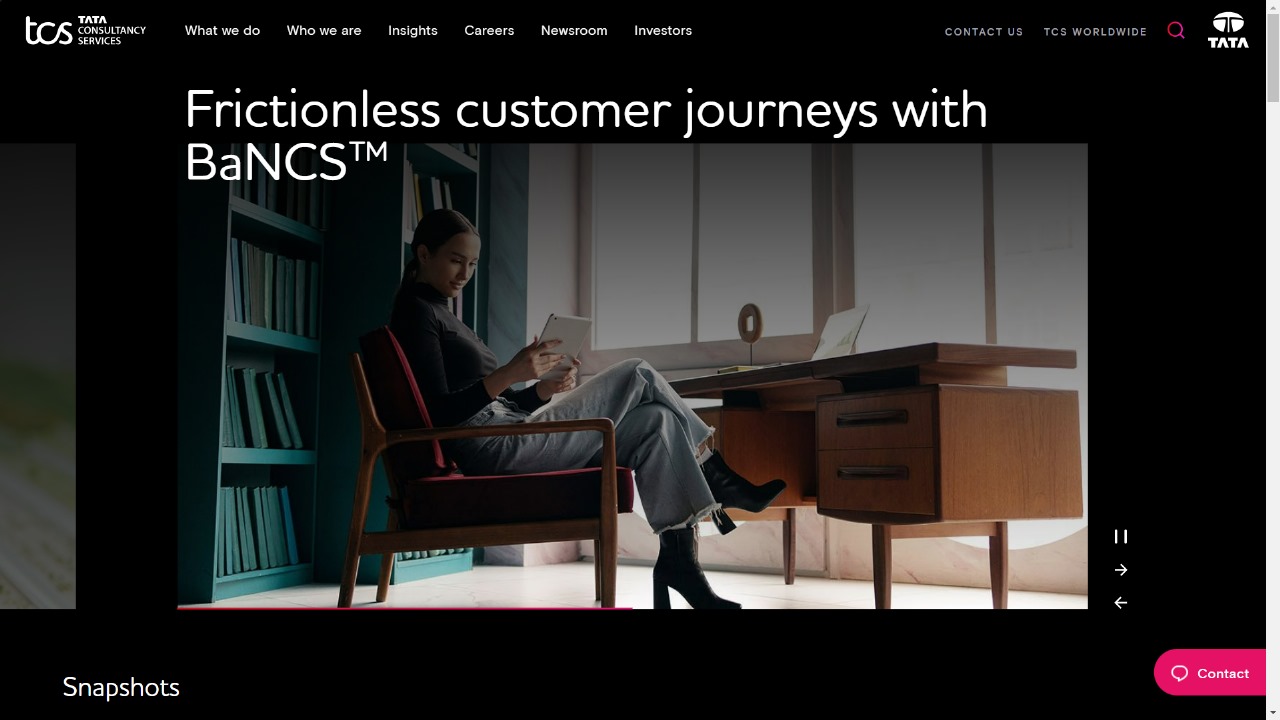 tcs TATA
CONSULTANCY
SERVICES
What we do Who we are Insights Careers Newsroom Investors
CONTACT US TCS WORLDWIDE
TATA
Frictionless customer journeys with
BaNCS™
Snapshots
Contact